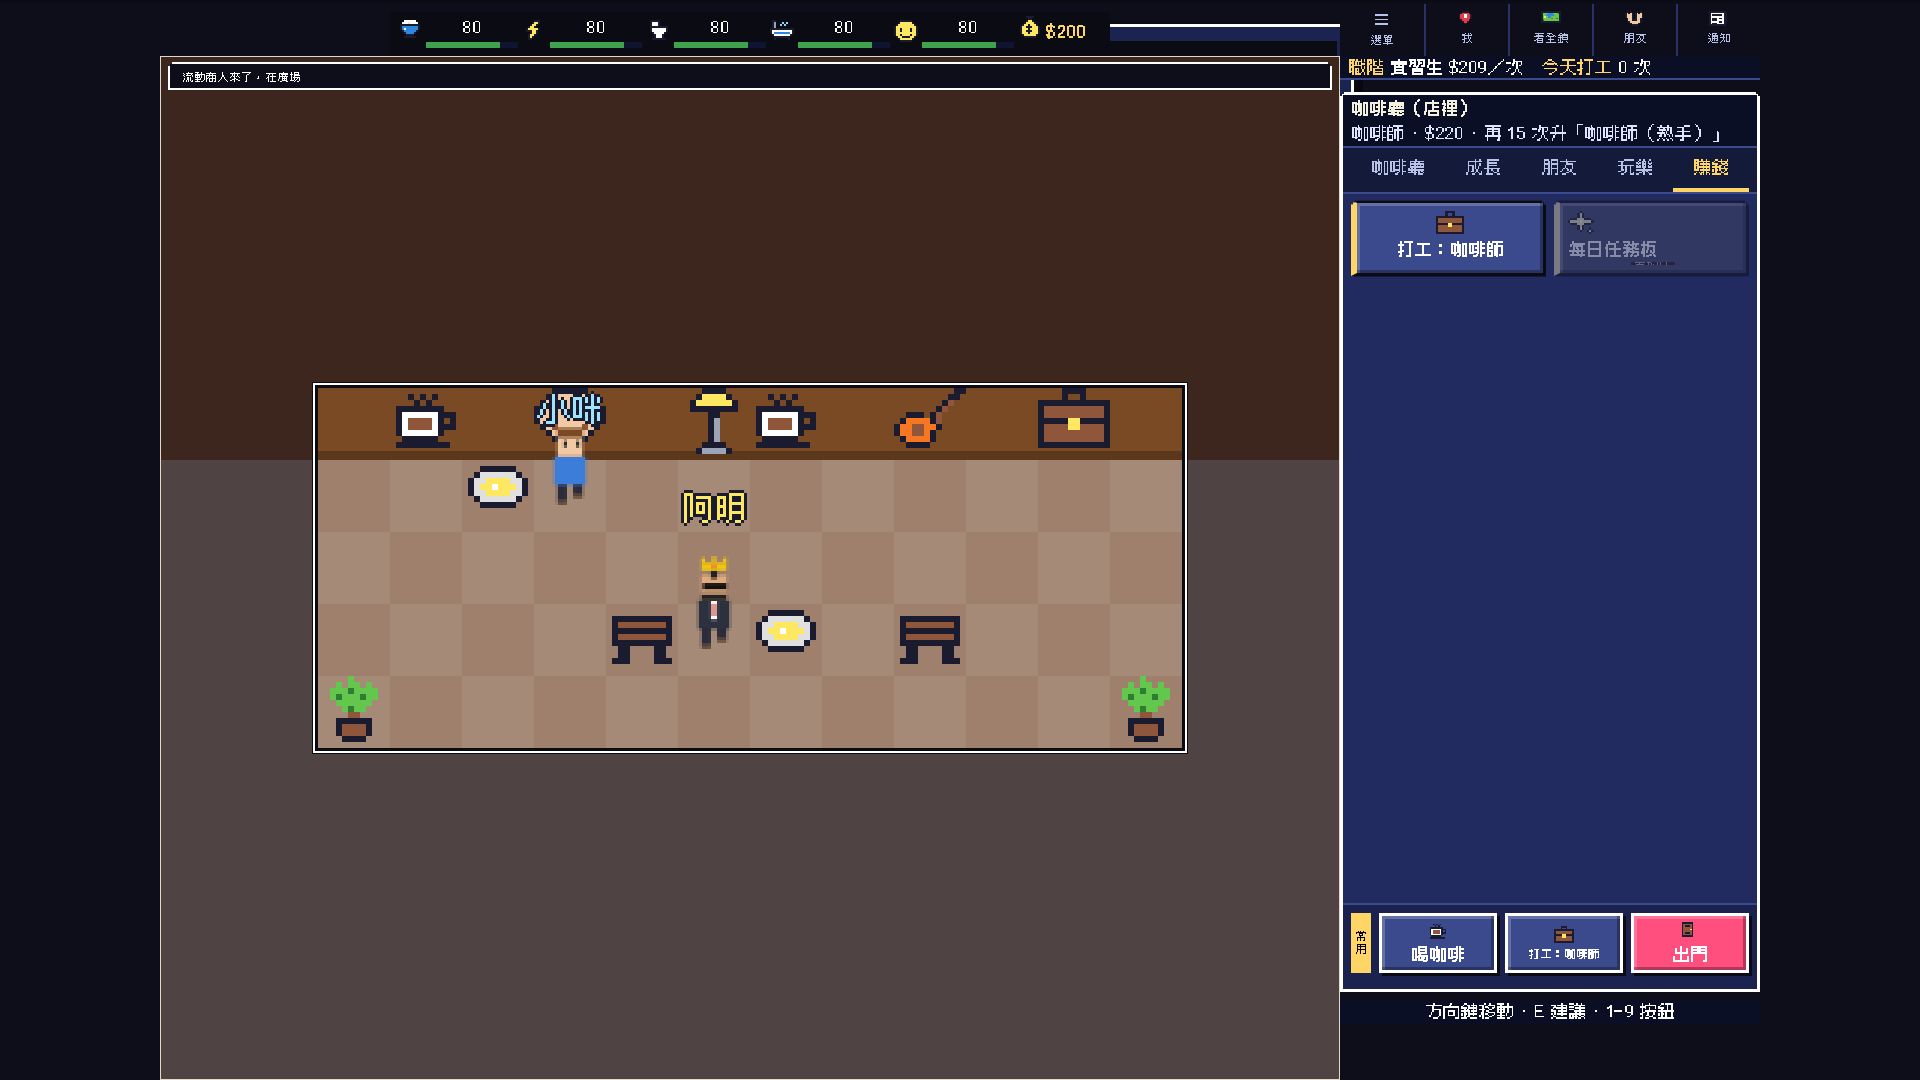 80 80 80 80 80 $200
選單 我 看全鎮 朋友 通知
流動商人來了，在廣場
職階 實習生 $209／次 今天打工 0 次
咖啡廳（店裡）
咖啡師 · $220 · 再 15 次升「咖啡師（熟手）」
咖啡廳 成長 朋友 玩樂 賺錢
打工：咖啡師 每日任務板
小咪
阿明
常用 喝咖啡 打工：咖啡師 出門
方向鍵移動 · E 建議 · 1-9 按鈕